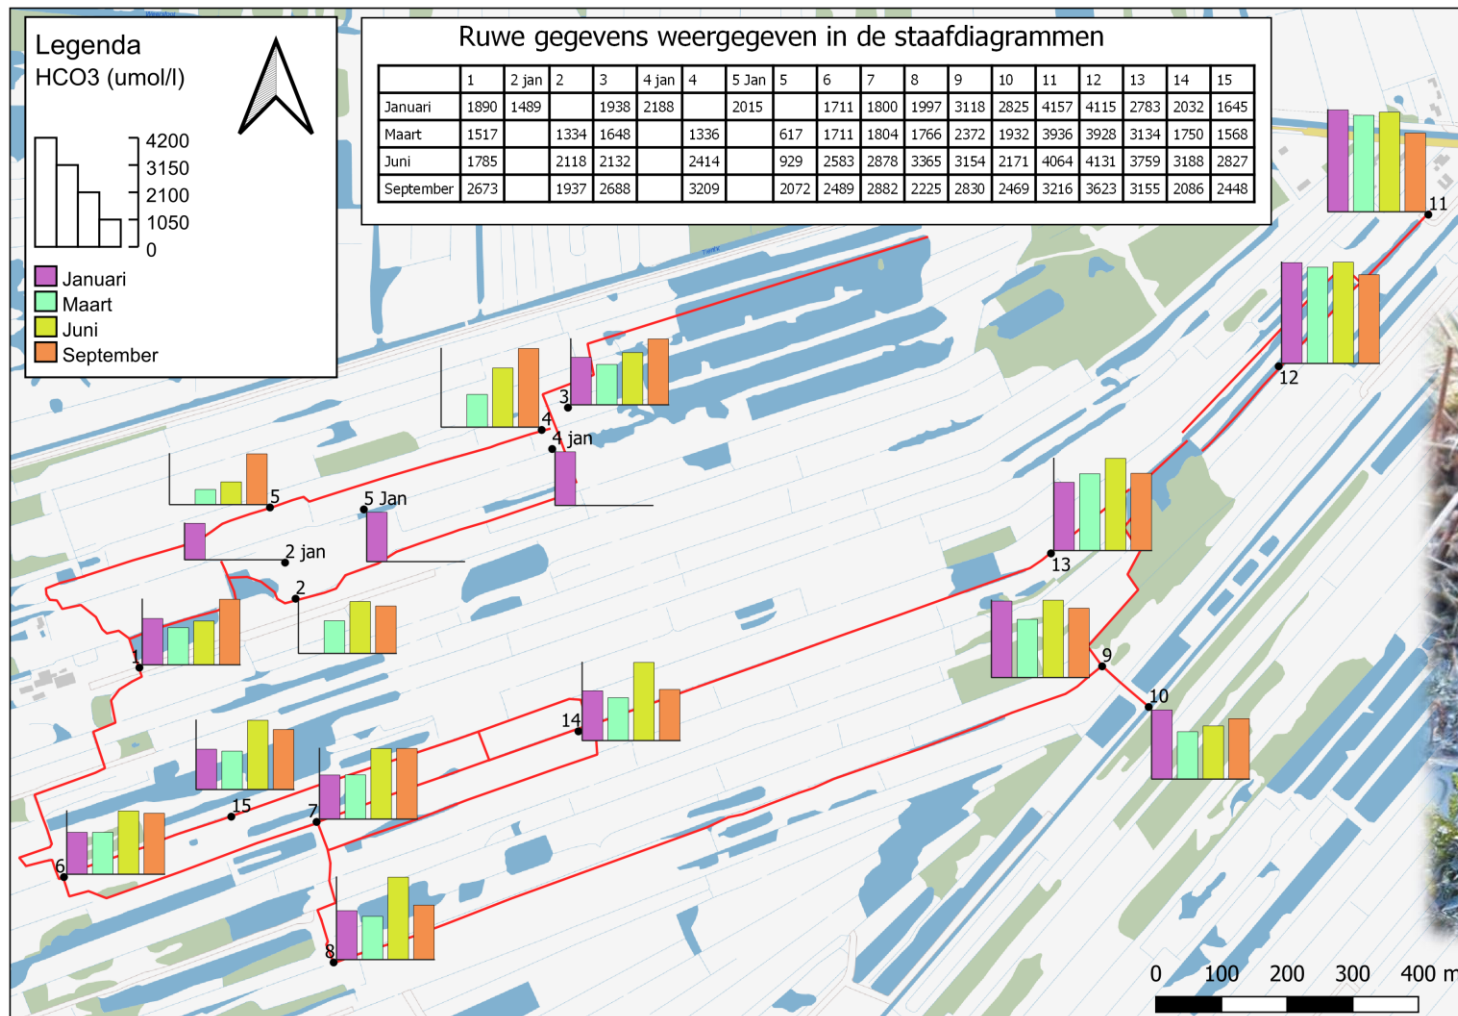 Legenda
HCO3 (umol/l)
4200
3150
2100
1050
0
Januari
Maart
Juni
September
Ruwe gegevens weergegeven in de staafdiagrammen
1 2 jan 2 3 4 jan 4 5 Jan 5 6 7 8 9 10 11 12 13 14 15
Januari 1890 1489 1938 2188 2015 1711 1800 1997 3118 2825 4157 4115 2783 2032 1645
Maart 1517 1334 1648 1336 617 1711 1804 1766 2372 1932 3936 3928 3134 1750 1568
Juni 1785 2118 2132 2414 929 2583 2878 3365 3154 2171 4064 4131 3759 3188 2827
September 2673 1937 2688 3209 2072 2489 2882 2225 2830 2469 3216 3623 3155 2086 2448
11
12
3
4
4 jan
5
5 Jan
2 jan
13
2
1
9
10
14
15
7
6
8
0 100 200 300 400 m